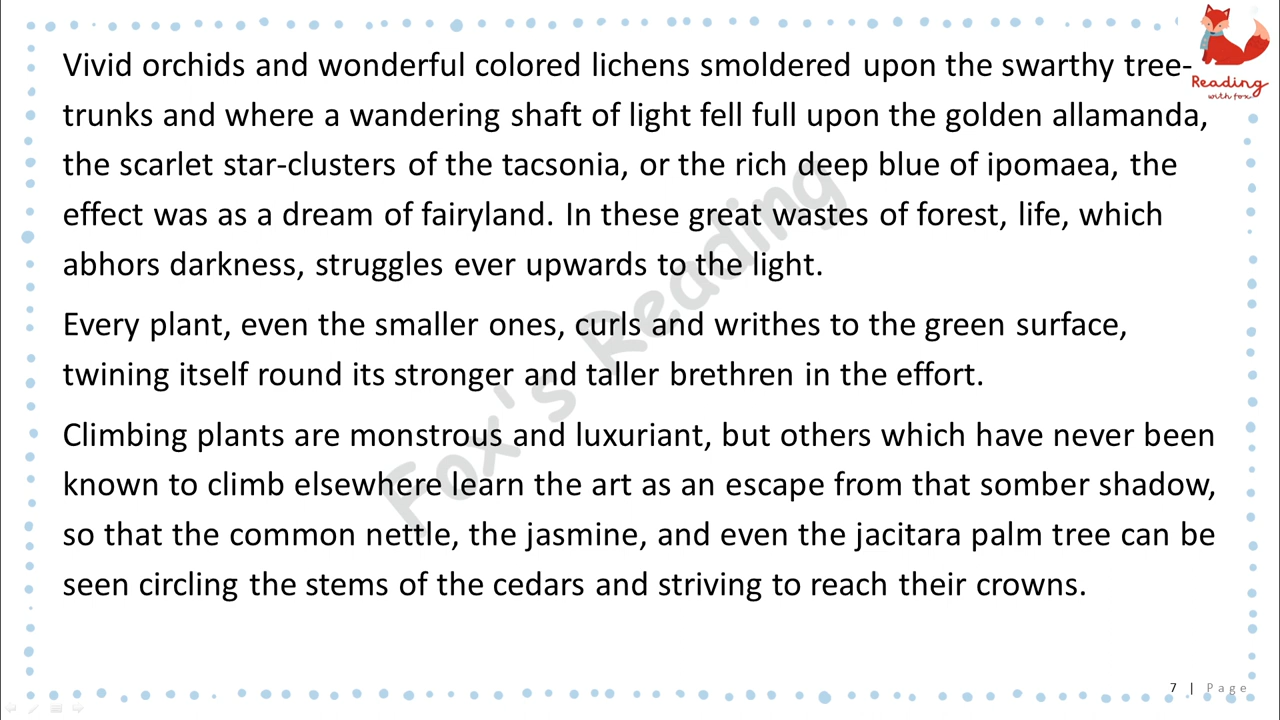 Vivid orchids and wonderful colored lichens smoldered upon the swarthy tree-
trunks and where a wandering shaft of light fell full upon the golden allamanda,
the scarlet star-clusters of the tacsonia, or the rich deep blue of ipomaea, the
effect was as a dream of fairyland. In these great wastes of forest, life, which
abhors darkness, struggles ever upwards to the light.
Every plant, even the smaller ones, curls and writhes to the green surface,
twining itself round its stronger and taller brethren in the effort.
Climbing plants are monstrous and luxuriant, but others which have never been
known to climb elsewhere learn the art as an escape from that somber shadow,
so that the common nettle, the jasmine, and even the jacitara palm tree can be
seen circling the stems of the cedars and striving to reach their crowns.
Reading
with fox
Fox's Reading
7 | Page